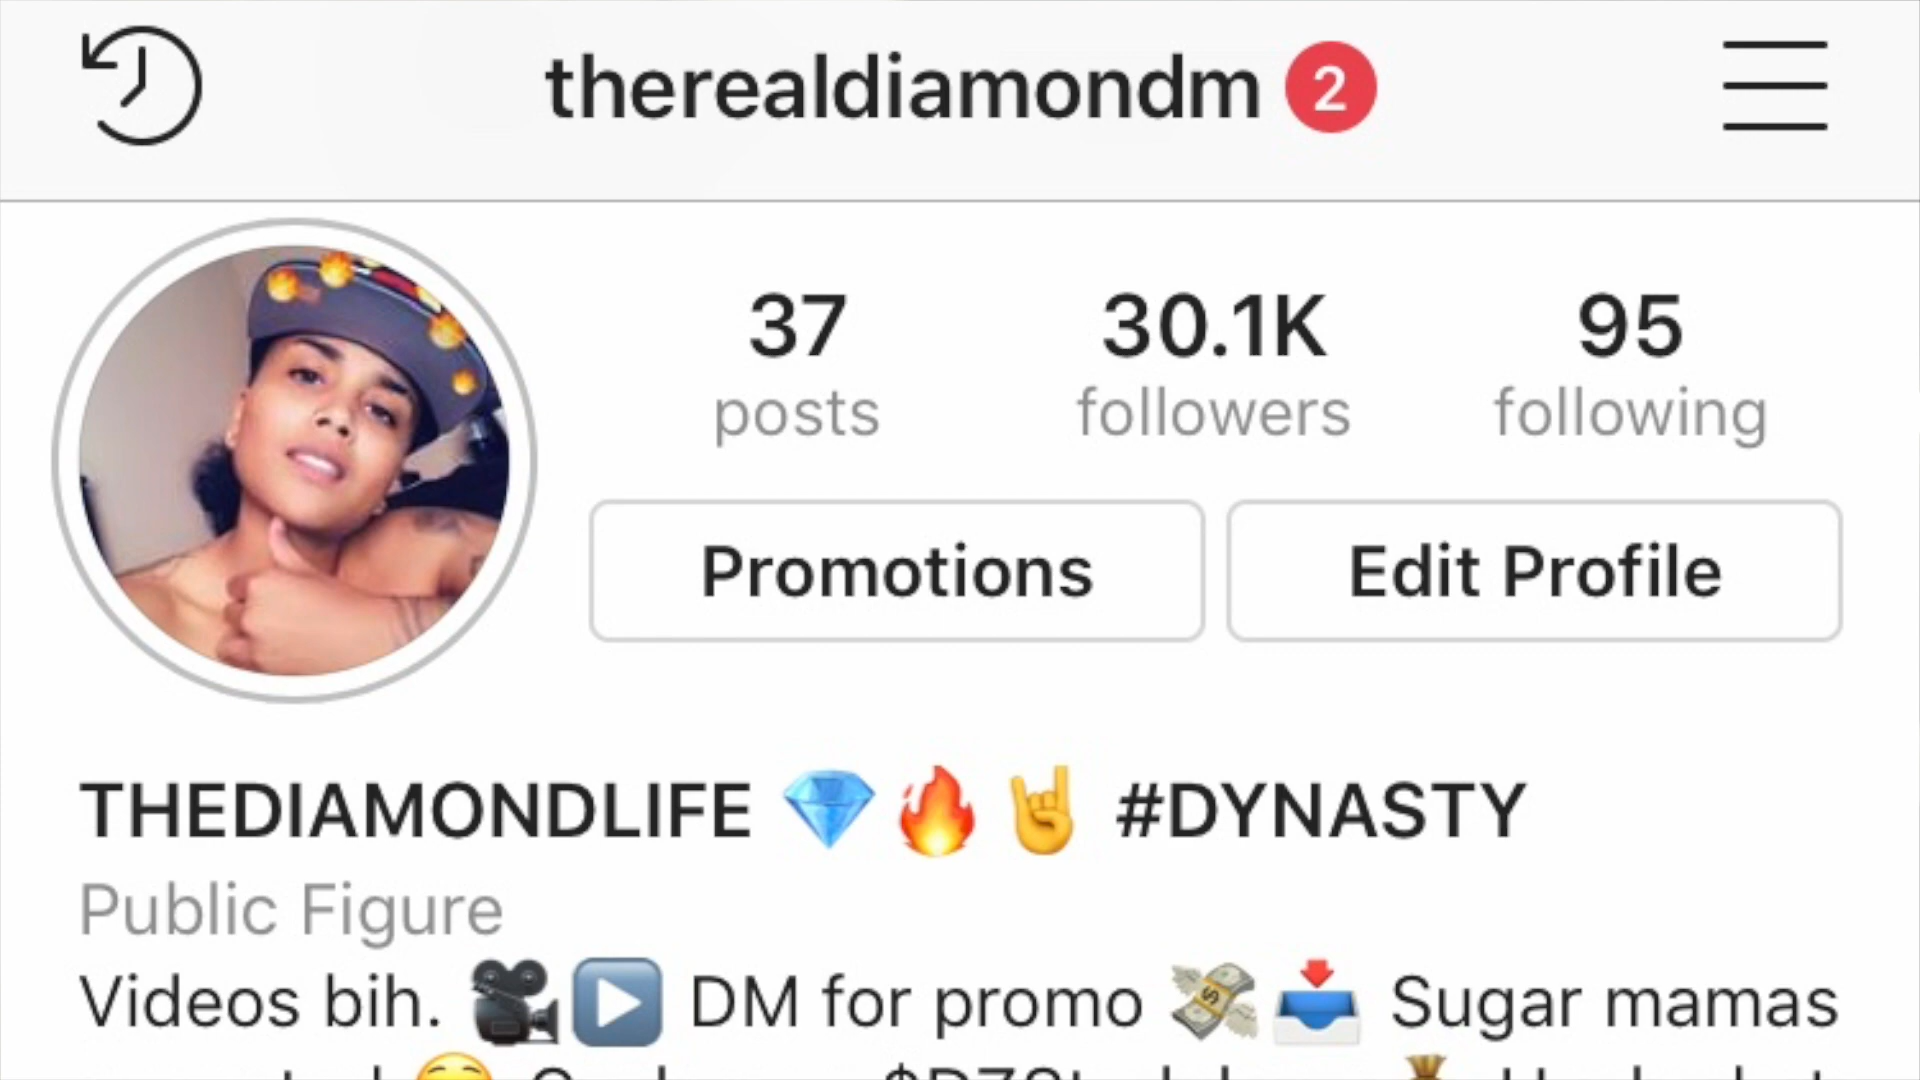 therealdiamondm 2
37 30.1K 95
posts followers following
Promotions Edit Profile
THEDIAMONDLIFE 💎🔥🤘 #DYNASTY
Public Figure
Videos bih. 🎥▶️ DM for promo 💸📥 Sugar mamas